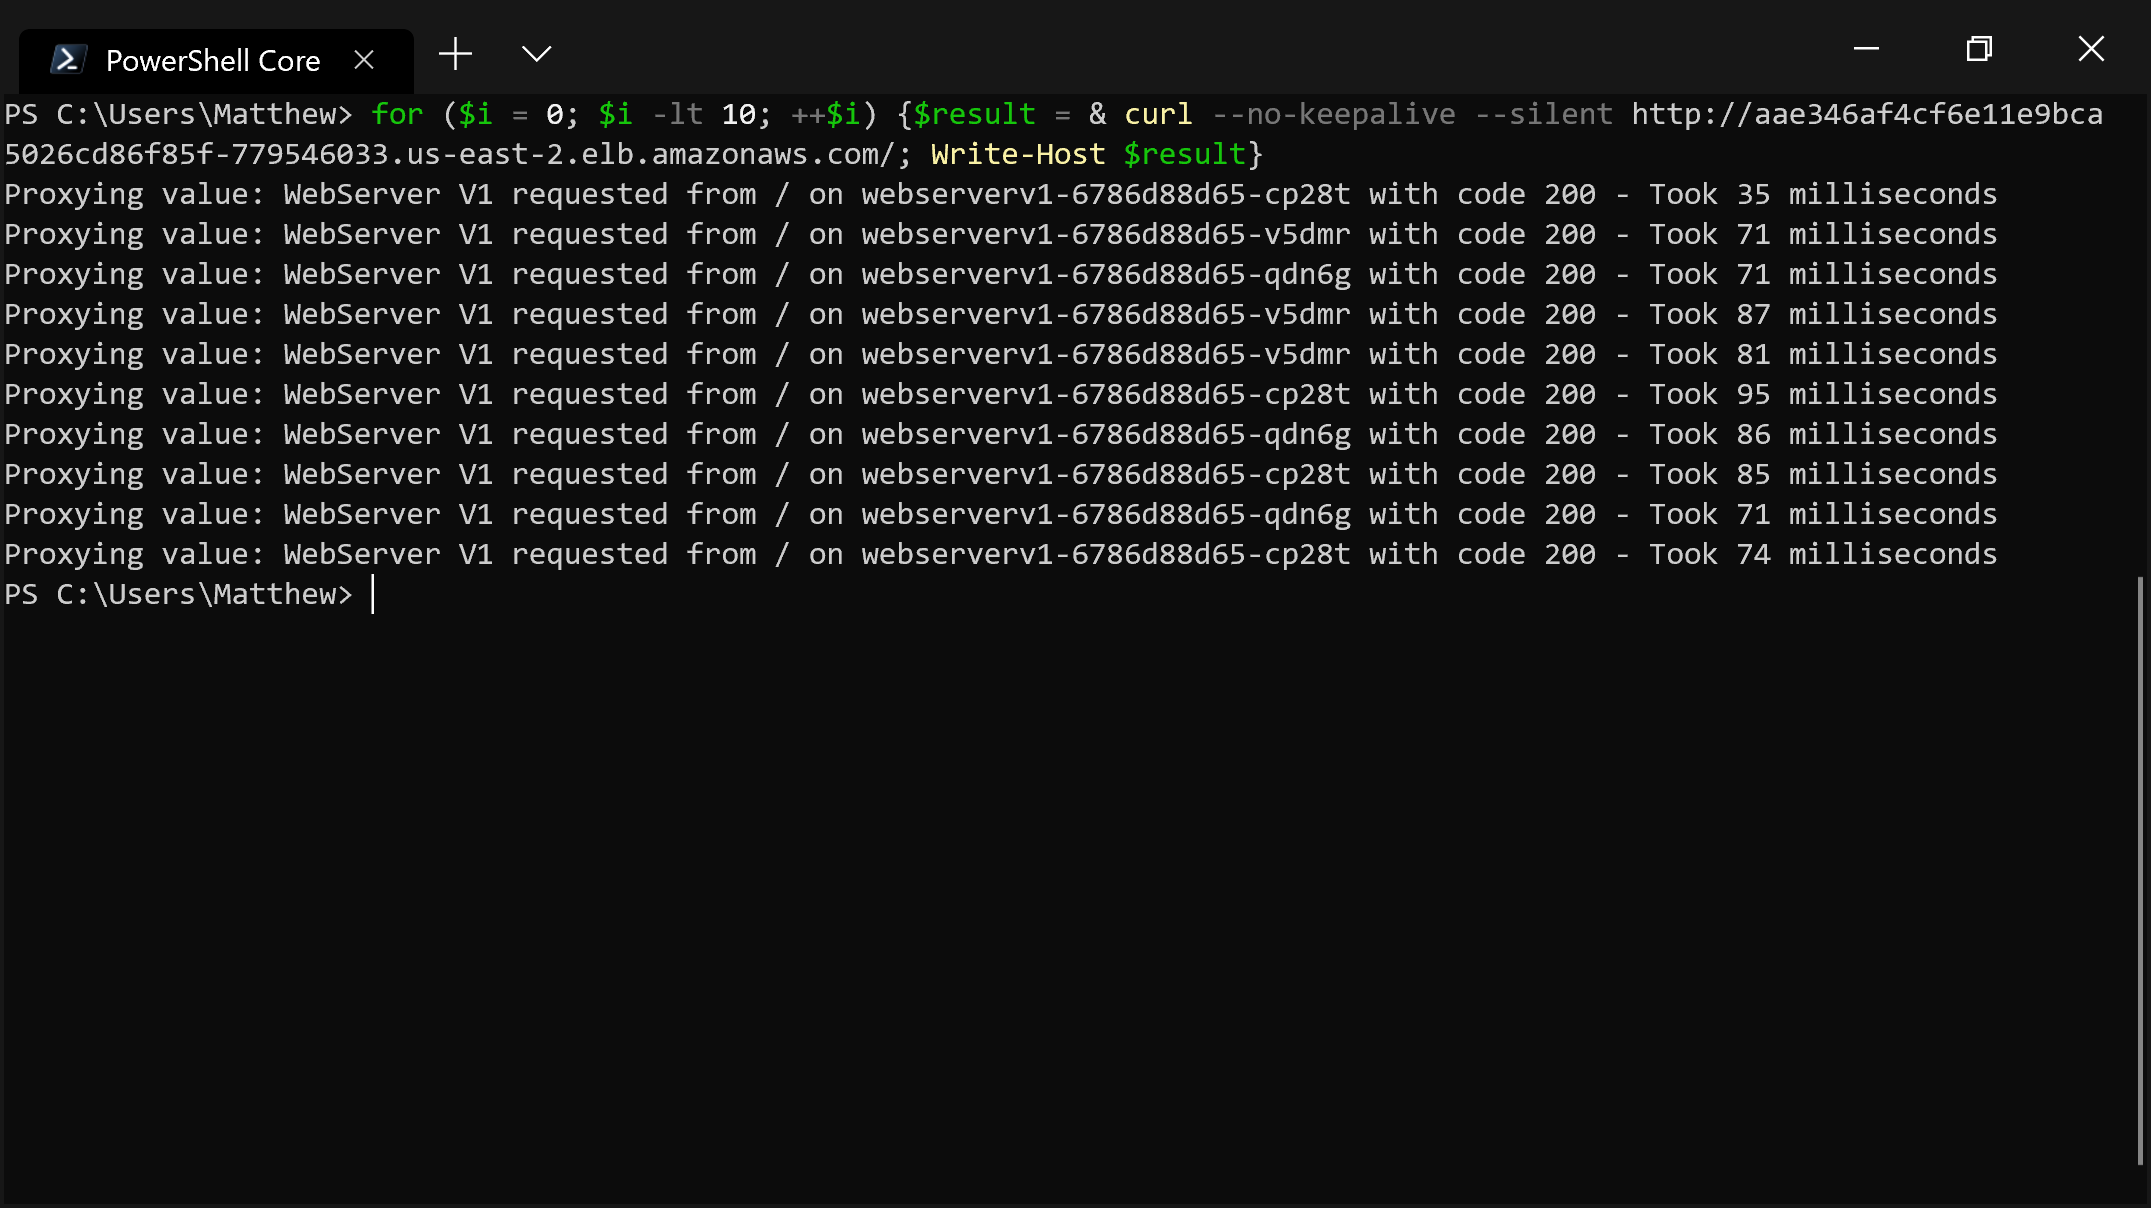 PowerShell Core
PS C:\Users\Matthew> for ($i = 0; $i -lt 10; ++$i) {$result = & curl --no-keepalive --silent http://aae346af4cf6e11e9bca
5026cd86f85f-779546033.us-east-2.elb.amazonaws.com/; Write-Host $result}
Proxying value: WebServer V1 requested from / on webserverv1-6786d88d65-cp28t with code 200 - Took 35 milliseconds
Proxying value: WebServer V1 requested from / on webserverv1-6786d88d65-v5dmr with code 200 - Took 71 milliseconds
Proxying value: WebServer V1 requested from / on webserverv1-6786d88d65-qdn6g with code 200 - Took 71 milliseconds
Proxying value: WebServer V1 requested from / on webserverv1-6786d88d65-v5dmr with code 200 - Took 87 milliseconds
Proxying value: WebServer V1 requested from / on webserverv1-6786d88d65-v5dmr with code 200 - Took 81 milliseconds
Proxying value: WebServer V1 requested from / on webserverv1-6786d88d65-cp28t with code 200 - Took 95 milliseconds
Proxying value: WebServer V1 requested from / on webserverv1-6786d88d65-qdn6g with code 200 - Took 86 milliseconds
Proxying value: WebServer V1 requested from / on webserverv1-6786d88d65-cp28t with code 200 - Took 85 milliseconds
Proxying value: WebServer V1 requested from / on webserverv1-6786d88d65-qdn6g with code 200 - Took 71 milliseconds
Proxying value: WebServer V1 requested from / on webserverv1-6786d88d65-cp28t with code 200 - Took 74 milliseconds
PS C:\Users\Matthew>